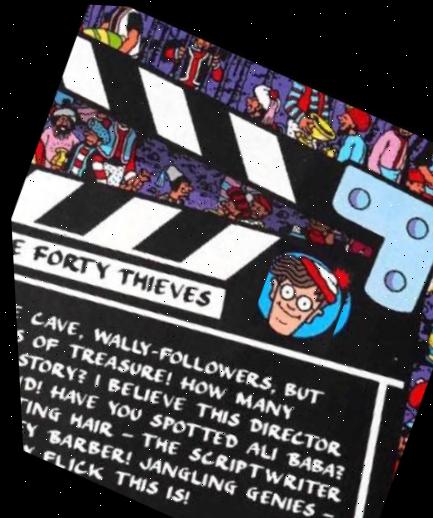 FORTY THIEVES
CAVE, WALLY-FOLLOWERS, BUT
OF TREASURE! HOW MANY
STORY? I BELIEVE THIS DIRECTOR
HAVE YOU SPOTTED ALI BABA?
HAIR – THE SCRIPTWRITER
BARBER! JANGLING GENIES –
FLICK THIS IS!